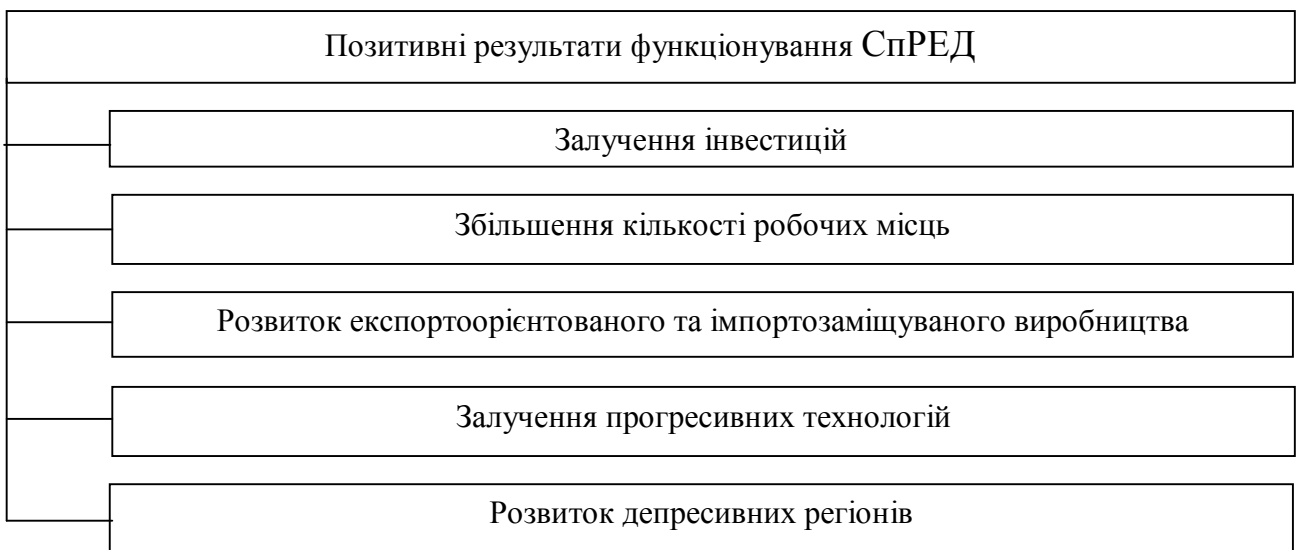 Позитивні результати функціонування СпРЕД
Залучення інвестицій
Збільшення кількості робочих місць
Розвиток експортоорієнтованого та імпортозаміщуваного виробництва
Залучення прогресивних технологій
Розвиток депресивних регіонів